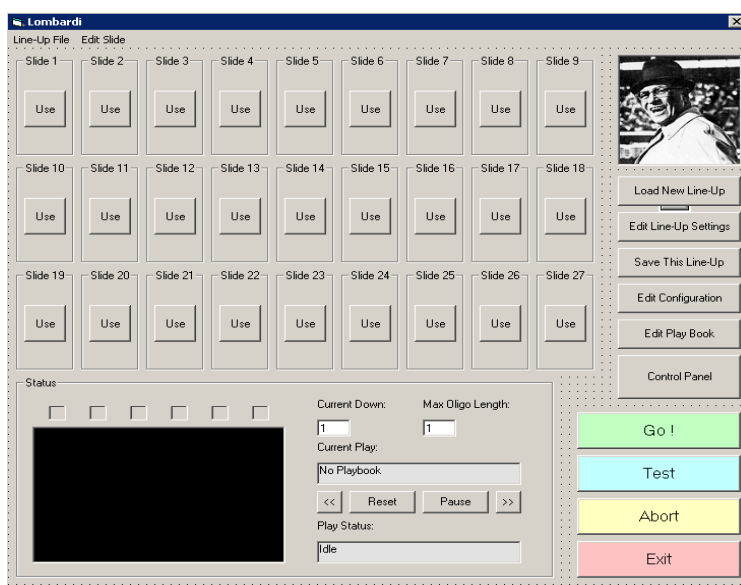 Lombardi
Line-Up File Edit Slide
Slide 1 Slide 2 Slide 3 Slide 4 Slide 5 Slide 6 Slide 7 Slide 8 Slide 9
Use Use Use Use Use Use Use Use Use
Slide 10 Slide 11 Slide 12 Slide 13 Slide 14 Slide 15 Slide 16 Slide 17 Slide 18
Use Use Use Use Use Use Use Use Use
Slide 19 Slide 20 Slide 21 Slide 22 Slide 23 Slide 24 Slide 25 Slide 26 Slide 27
Use Use Use Use Use Use Use Use Use
Load New Line-Up
Edit Line-Up Settings
Save This Line-Up
Edit Configuration
Edit Play Book
Control Panel
Status
Current Down: Max Oligo Length:
1 1
Current Play:
No Playbook
<< Reset Pause >>
Play Status:
Idle
Go !
Test
Abort
Exit